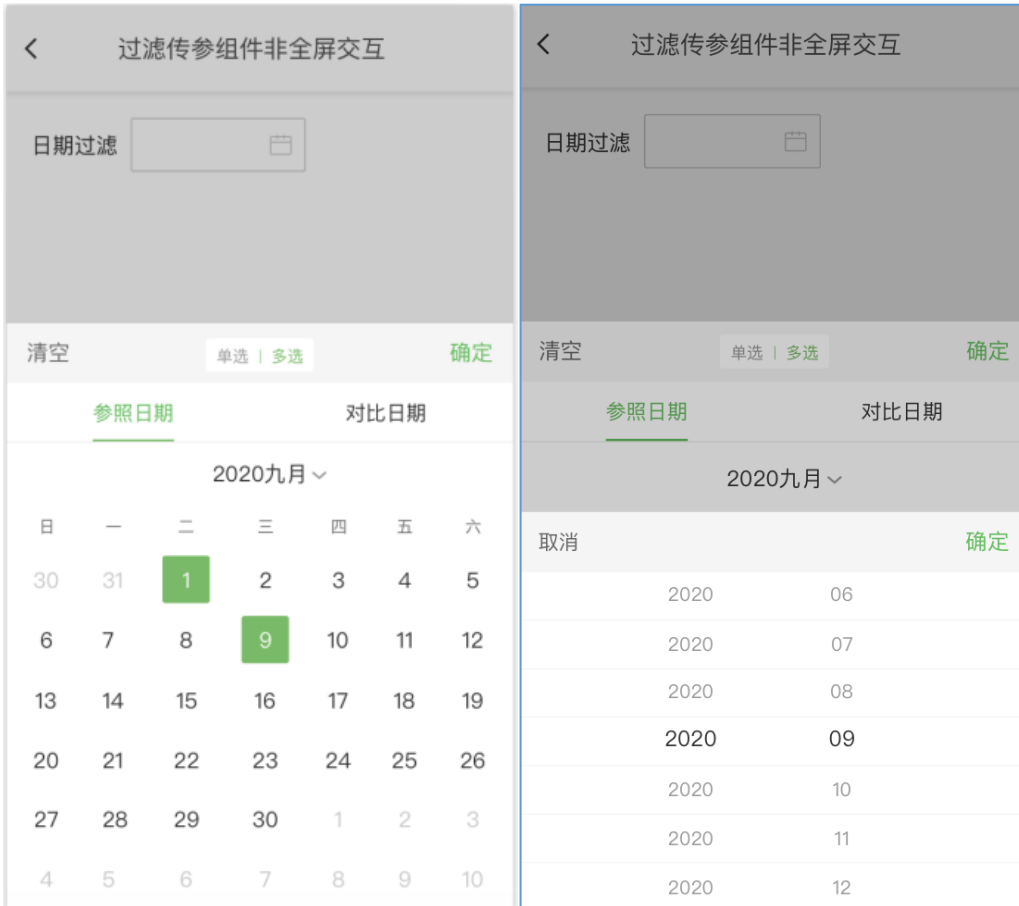 过滤传参组件非全屏交互
日期过滤
清空 单选 | 多选 确定
参照日期 对比日期
2020九月
日 一 二 三 四 五 六
30 31 1 2 3 4 5
6 7 8 9 10 11 12
13 14 15 16 17 18 19
20 21 22 23 24 25 26
27 28 29 30 1 2 3
4 5 6 7 8 9 10
过滤传参组件非全屏交互
日期过滤
清空 单选 | 多选 确定
参照日期 对比日期
2020九月
取消 确定
2020 06
2020 07
2020 08
2020 09
2020 10
2020 11
2020 12